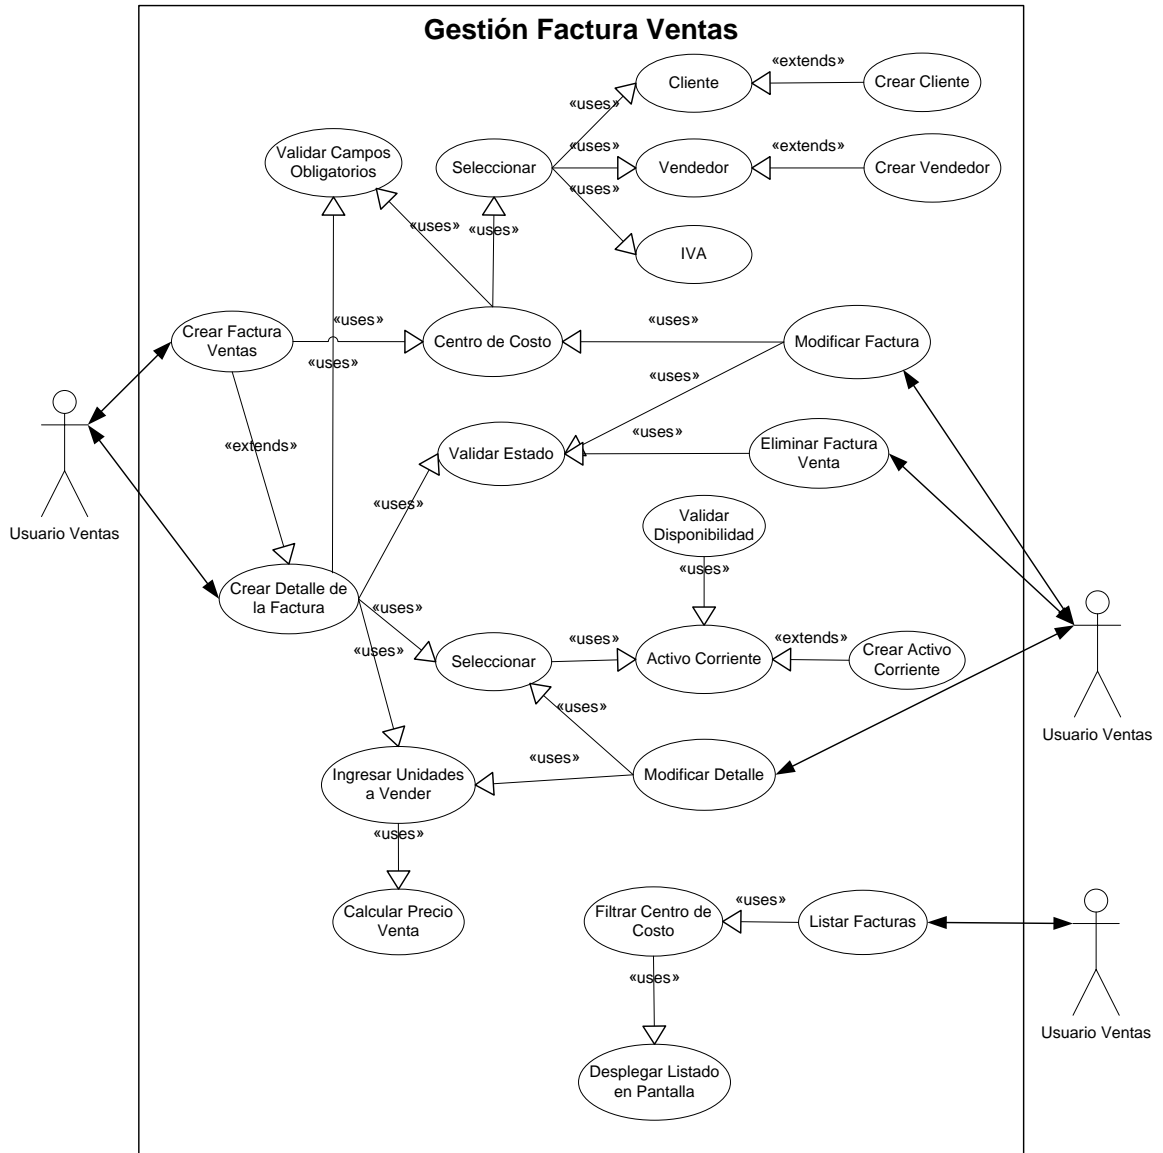 Gestión Factura Ventas
«extends»
Cliente
Crear Cliente
«uses»
Validar Campos
Obligatorios
Seleccionar
«uses»
Vendedor
«extends»
Crear Vendedor
«uses»
«uses»
«uses»
IVA
Crear Factura
Ventas
«uses»
Centro de Costo
«uses»
Modificar Factura
«uses»
«uses»
«extends»
Validar Estado
«uses»
Eliminar Factura
Venta
Usuario Ventas
«uses»
Validar
Disponibilidad
«uses»
Crear Detalle de
la Factura
«uses»
«uses»
Seleccionar
«uses»
Activo Corriente
«extends»
Crear Activo
Corriente
«uses»
Usuario Ventas
Ingresar Unidades
a Vender
«uses»
Modificar Detalle
«uses»
Calcular Precio
Venta
Filtrar Centro de
Costo
«uses»
Listar Facturas
«uses»
Usuario Ventas
Desplegar Listado
en Pantalla